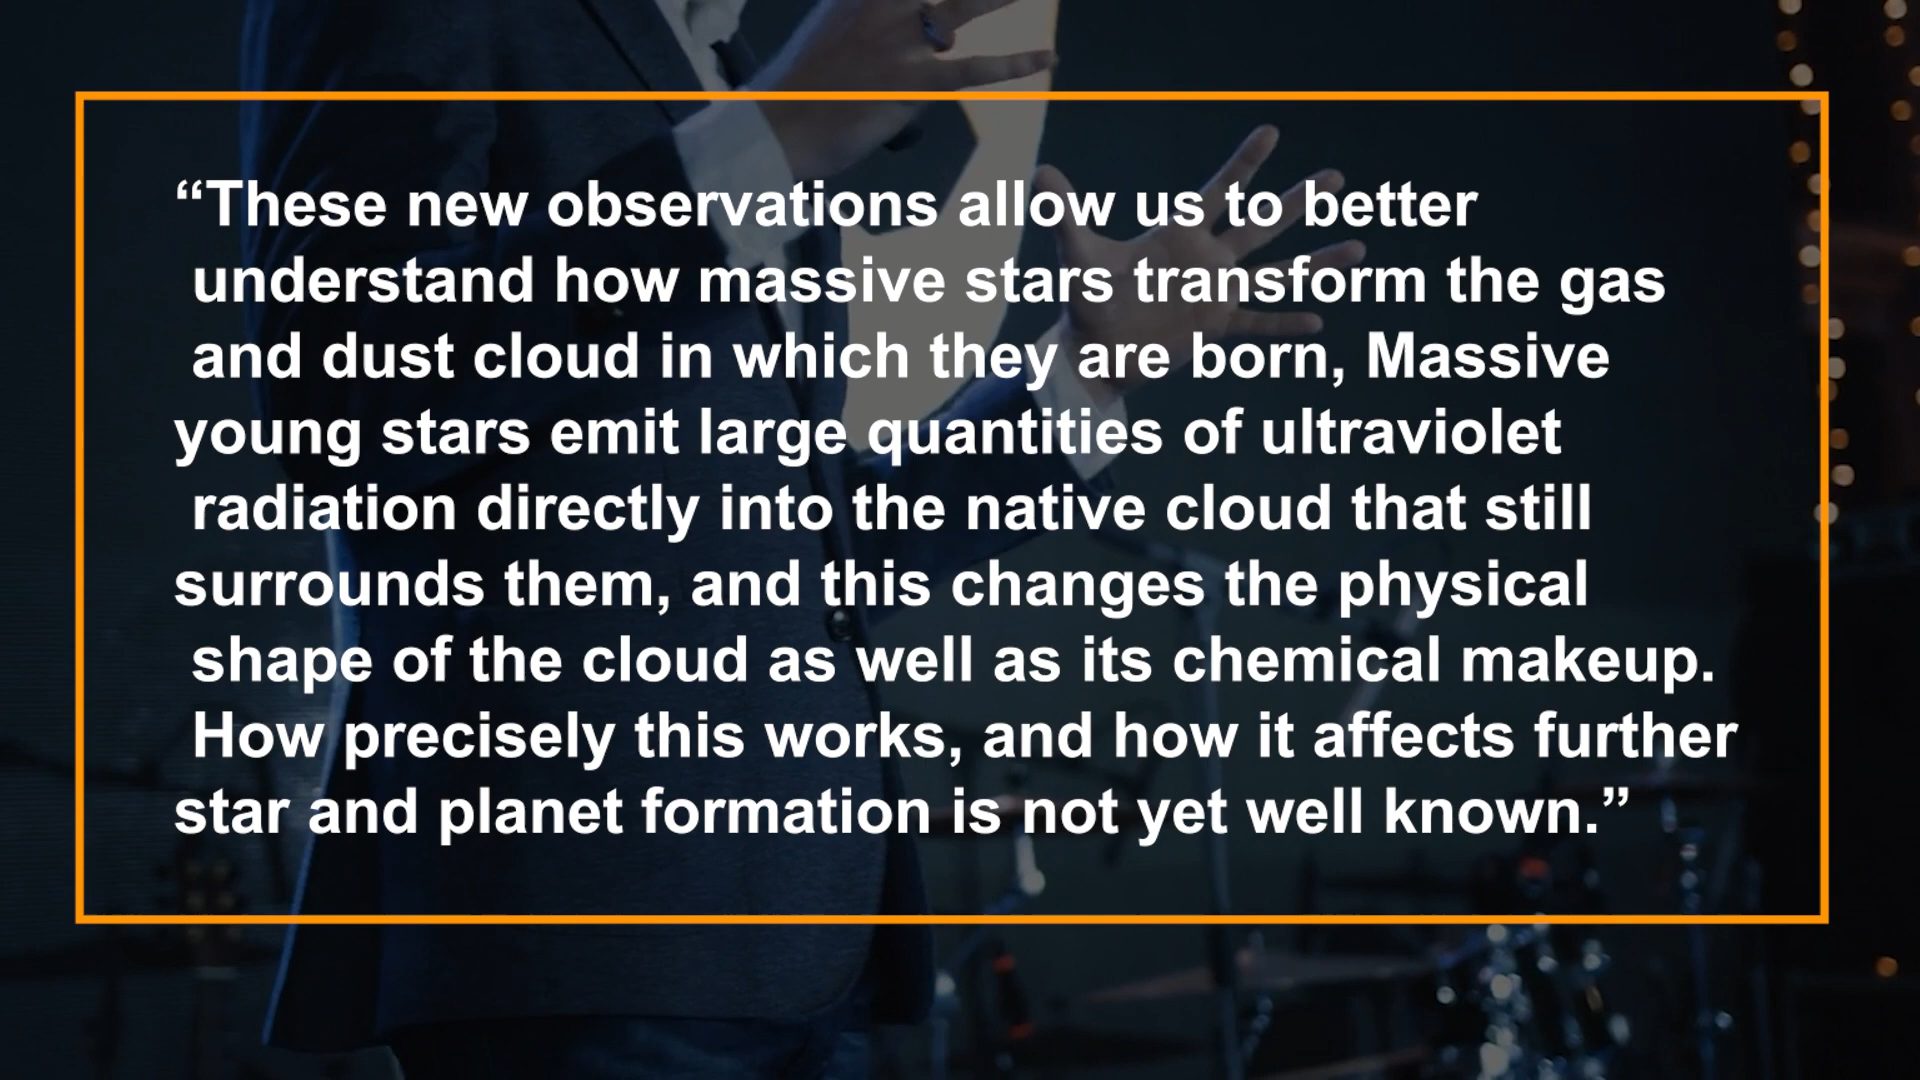 “These new observations allow us to better
understand how massive stars transform the gas
and dust cloud in which they are born, Massive
young stars emit large quantities of ultraviolet
radiation directly into the native cloud that still
surrounds them, and this changes the physical
shape of the cloud as well as its chemical makeup.
How precisely this works, and how it affects further
star and planet formation is not yet well known.”